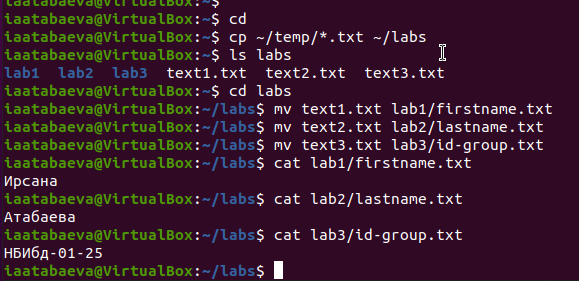 iaatabaeva@VirtualBox:~$
iaatabaeva@VirtualBox:~$ cd
iaatabaeva@VirtualBox:~$ cp ~/temp/*.txt ~/labs
iaatabaeva@VirtualBox:~$ ls labs
lab1  lab2  lab3  text1.txt  text2.txt  text3.txt
iaatabaeva@VirtualBox:~$ cd labs
iaatabaeva@VirtualBox:~/labs$ mv text1.txt lab1/firstname.txt
iaatabaeva@VirtualBox:~/labs$ mv text2.txt lab2/lastname.txt
iaatabaeva@VirtualBox:~/labs$ mv text3.txt lab3/id-group.txt
iaatabaeva@VirtualBox:~/labs$ cat lab1/firstname.txt
Ирсана
iaatabaeva@VirtualBox:~/labs$ cat lab2/lastname.txt
Атабаева
iaatabaeva@VirtualBox:~/labs$ cat lab3/id-group.txt
НБИбд-01-25
iaatabaeva@VirtualBox:~/labs$